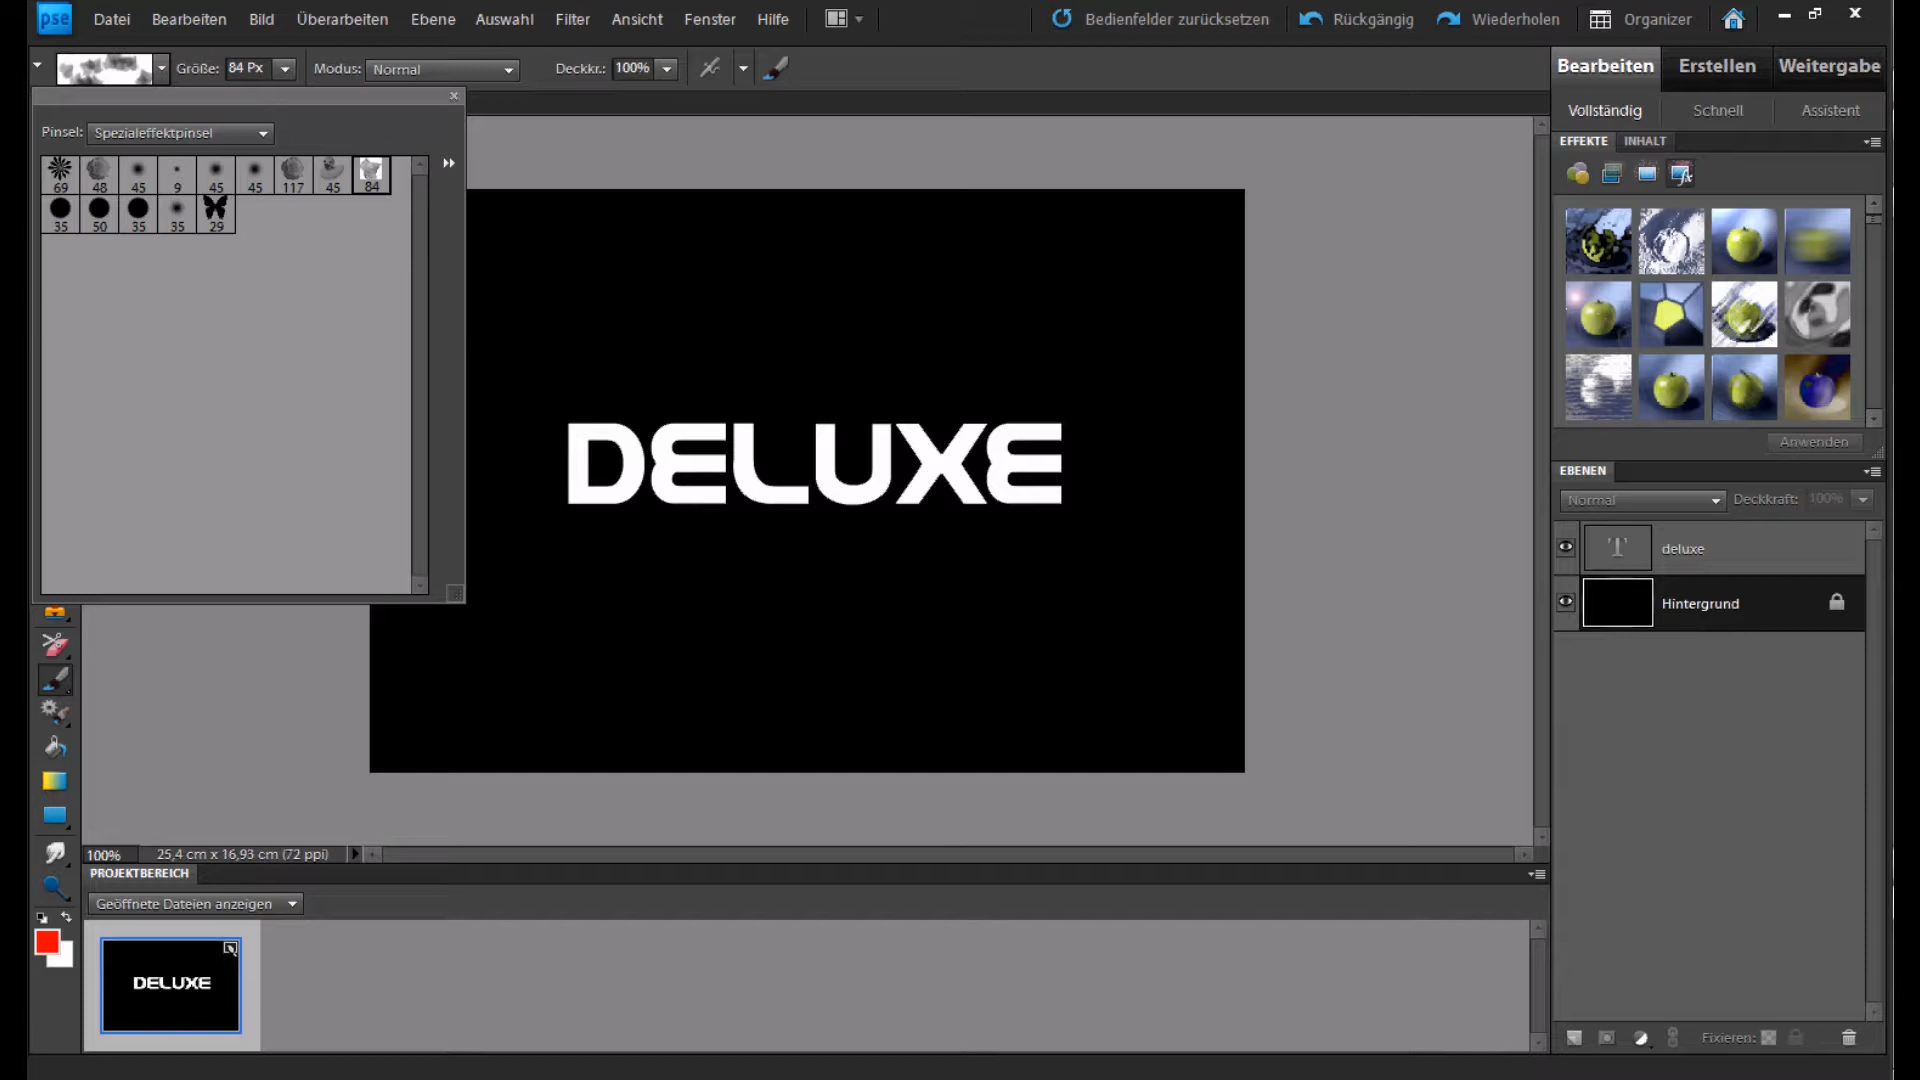 pse Datei Bearbeiten Bild Überarbeiten Ebene Auswahl Filter Ansicht Fenster Hilfe Bedienfelder zurücksetzen Rückgängig Wiederholen Organizer
Größe: 84 Px Modus: Normal Deckkr.: 100%
Bearbeiten Erstellen Weitergabe
Vollständig Schnell Assistent
Pinsel: Spezialeffektpinsel
69 48 45 9 45 45 117 45 84
35 50 35 35 29
EFFEKTE INHALT
fx
Anwenden
DELUXE
EBENEN
Normal Deckkraft: 100%
T deluxe
Hintergrund
Fixieren:
100% 25,4 cm x 16,93 cm (72 ppi)
PROJEKTBEREICH
Geöffnete Dateien anzeigen
DELUXE